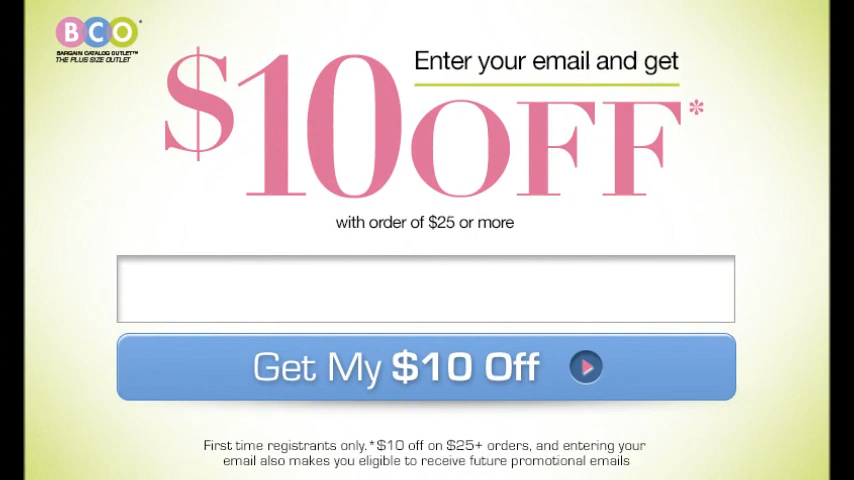 BCO*
BARGAIN CATALOG OUTLET™
THE PLUS SIZE OUTLET
Enter your email and get
$10 OFF*
with order of $25 or more
Get My $10 Off
First time registrants only. *$10 off on $25+ orders, and entering your
email also makes you eligible to receive future promotional emails